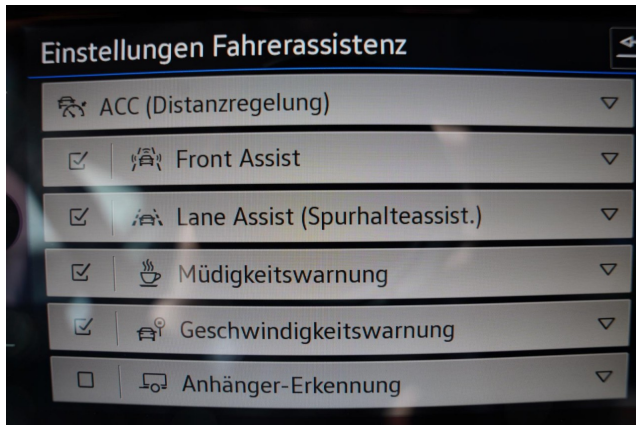 Einstellungen Fahrerassistenz
ACC (Distanzregelung)
Front Assist
Lane Assist (Spurhalteassist.)
Müdigkeitswarnung
Geschwindigkeitswarnung
Anhänger-Erkennung